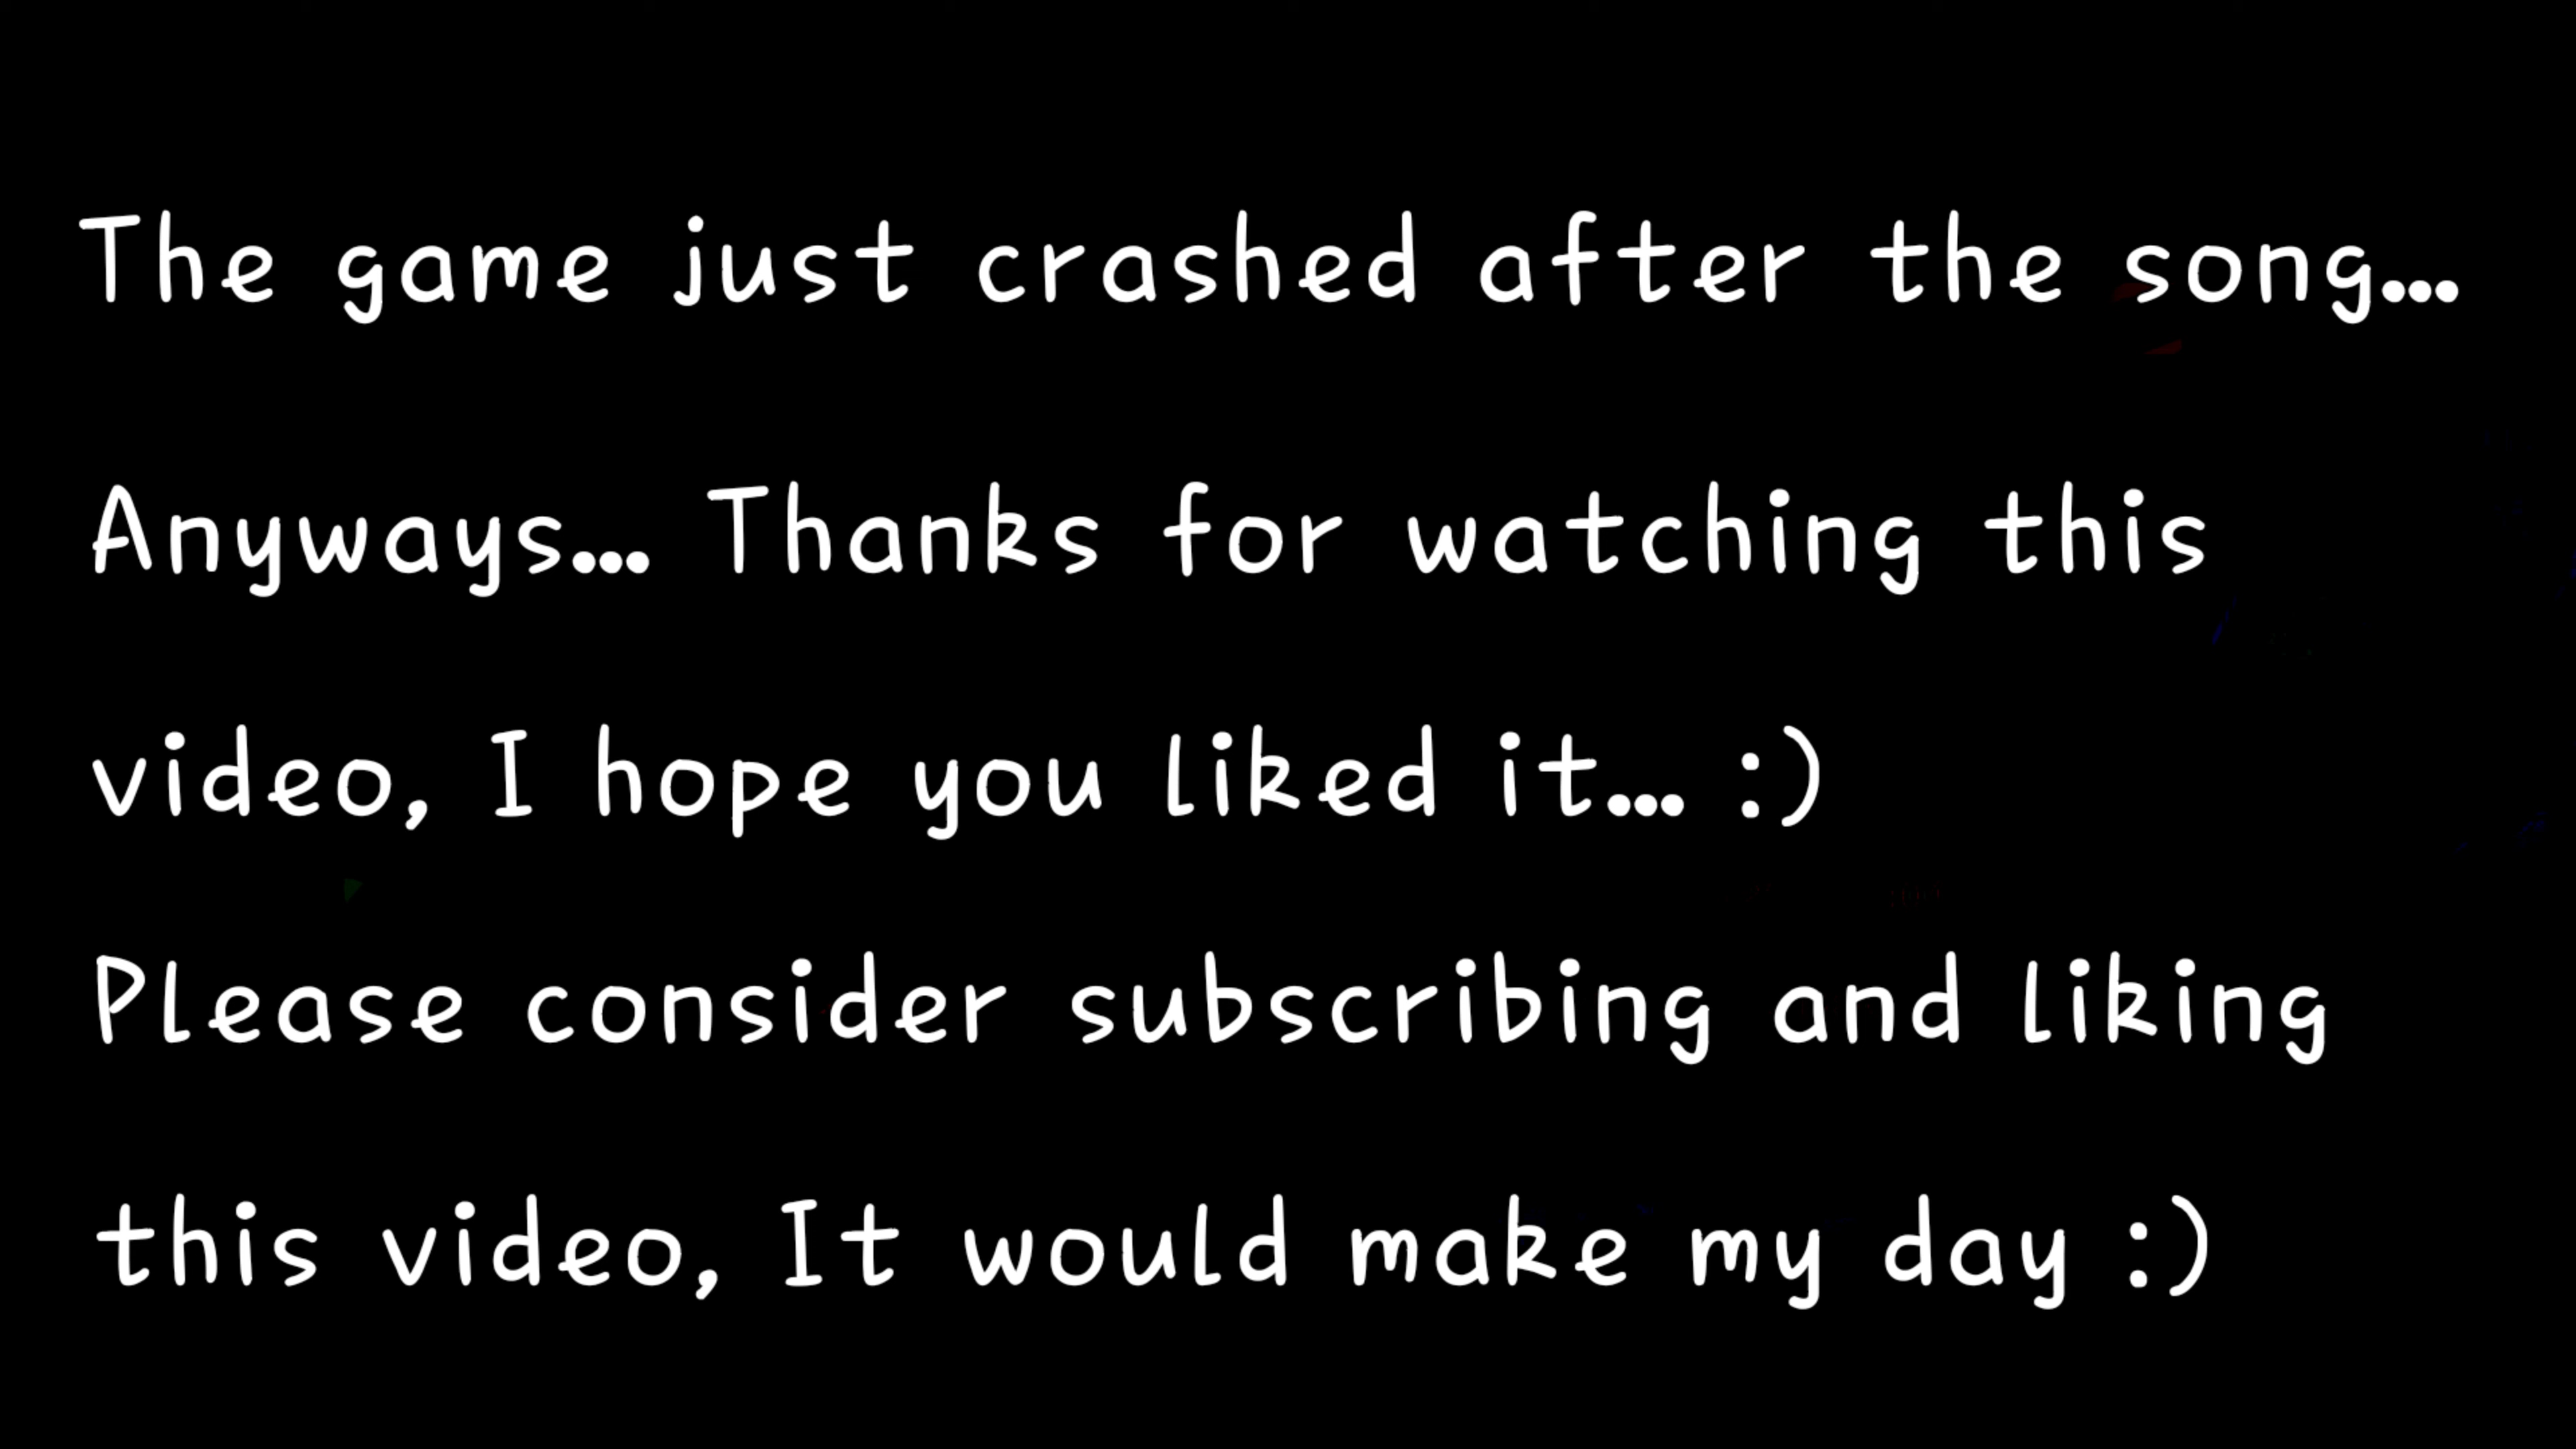 The game just crashed after the song...
Anyways... Thanks for watching this
video, I hope you liked it... :)
Please consider subscribing and liking
this video, It would make my day :)